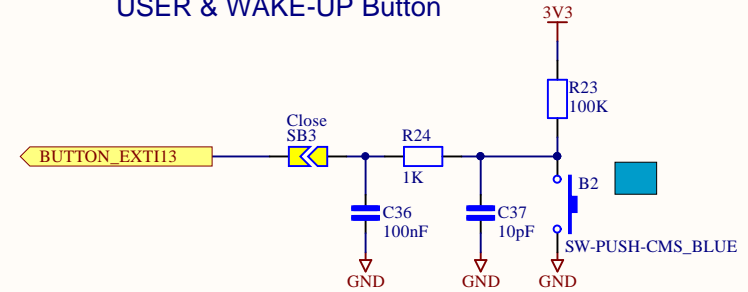 USER & WAKE-UP Button
3V3
R23
100K
Close
SB3
R24
BUTTON_EXTI13
1K
B2
C36
100nF
C37
10pF
SW-PUSH-CMS_BLUE
GND
GND
GND